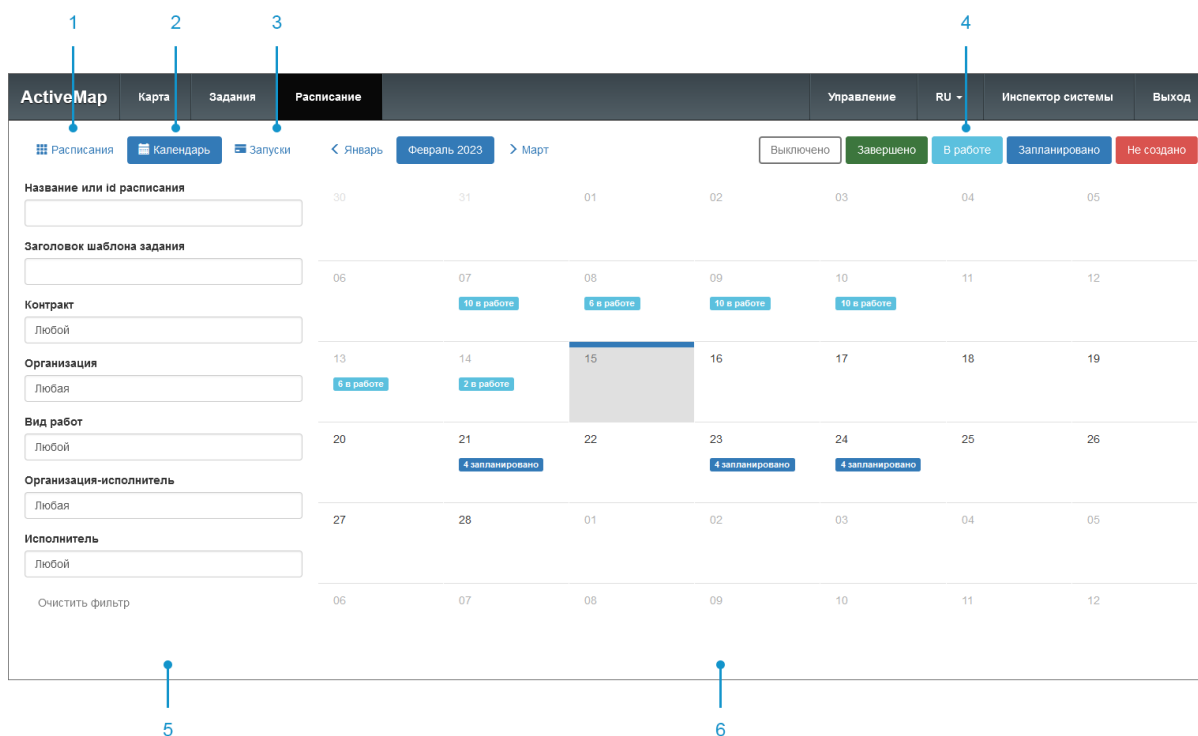 1 2 3 4
ActiveMap Карта Задания Расписание Управление RU Инспектор системы Выход
Расписания Календарь Запуски Январь Февраль 2023 Март Выключено Завершено В работе Запланировано Не создано
Название или id расписания
30 31 01 02 03 04 05
Заголовок шаблона задания
06 07 08 09 10 11 12
Контракт
10 в работе 6 в работе 10 в работе 10 в работе
Любой
Организация
13 14 15 16 17 18 19
Любая
6 в работе 2 в работе
Вид работ
Любой
20 21 22 23 24 25 26
4 запланировано 4 запланировано 4 запланировано
Организация-исполнитель
Любая
27 28 01 02 03 04 05
Исполнитель
Любой
Очистить фильтр
06 07 08 09 10 11 12
5 6